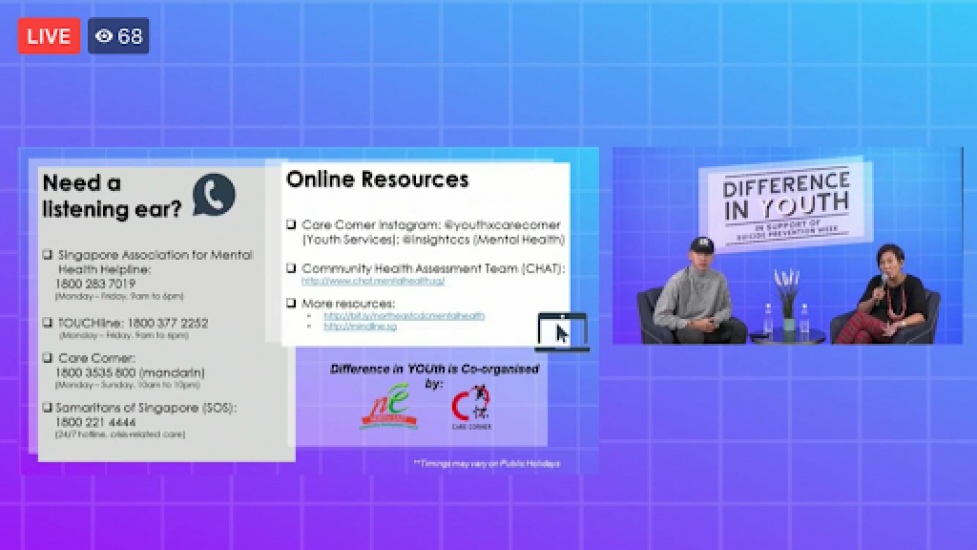 LIVE
68
Need a
listening ear?
Singapore Association for Mental
Health Helpline:
1800 283 7019
(Monday – Friday, 9am to 6pm)
TOUCHline: 1800 377 2252
(Monday – Friday, 9am to 6pm)
Care Corner:
1800 3535 800 (mandarin)
(Monday – Sunday, 10am to 10pm)
Samaritans of Singapore (SOS):
1800 221 4444
(24/7 hotline, crisis-related care)
Online Resources
Care Corner Instagram: @youthxcarecorner
(Youth Services); @insightccs (Mental Health)
Community Health Assessment Team (CHAT):
http://www.chat.mentalhealth.sg/
More resources:
http://bit.ly/northeastcdcmentalhealth
http://mindline.sg
Difference in YOUth is Co-organised
by:
ne
NORTH EAST
CARE CORNER
**Timings may vary on Public Holidays
DIFFERENCE
IN YOUTH
IN SUPPORT OF
SUICIDE PREVENTION WEEK